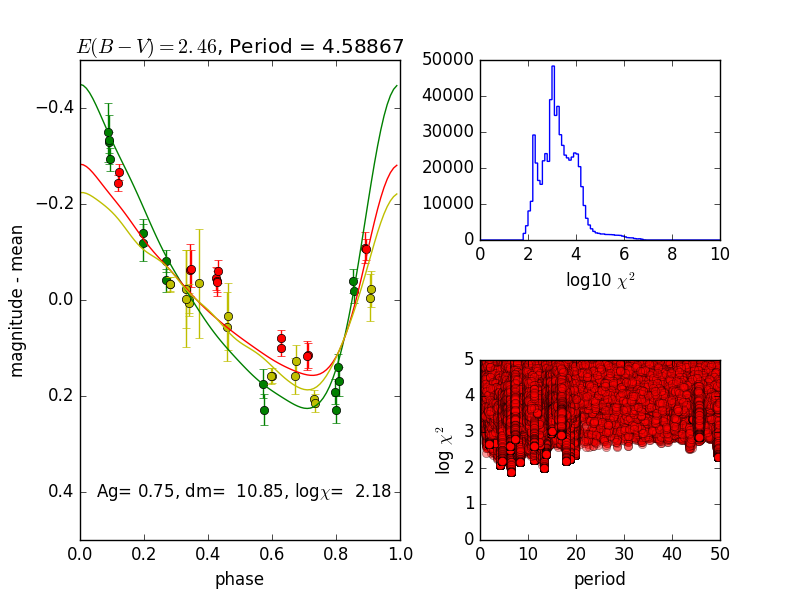 E(B−V)=2.46, Period = 4.58867
magnitude - mean
−0.4
−0.2
0.0
0.2
0.4
Ag= 0.75, dm= 10.85, logχ= 2.18
0.0 0.2 0.4 0.6 0.8 1.0
phase
50000
40000
30000
20000
10000
0
0 2 4 6 8 10
log10 χ²
log χ²
5
4
3
2
1
0
0 10 20 30 40 50
period